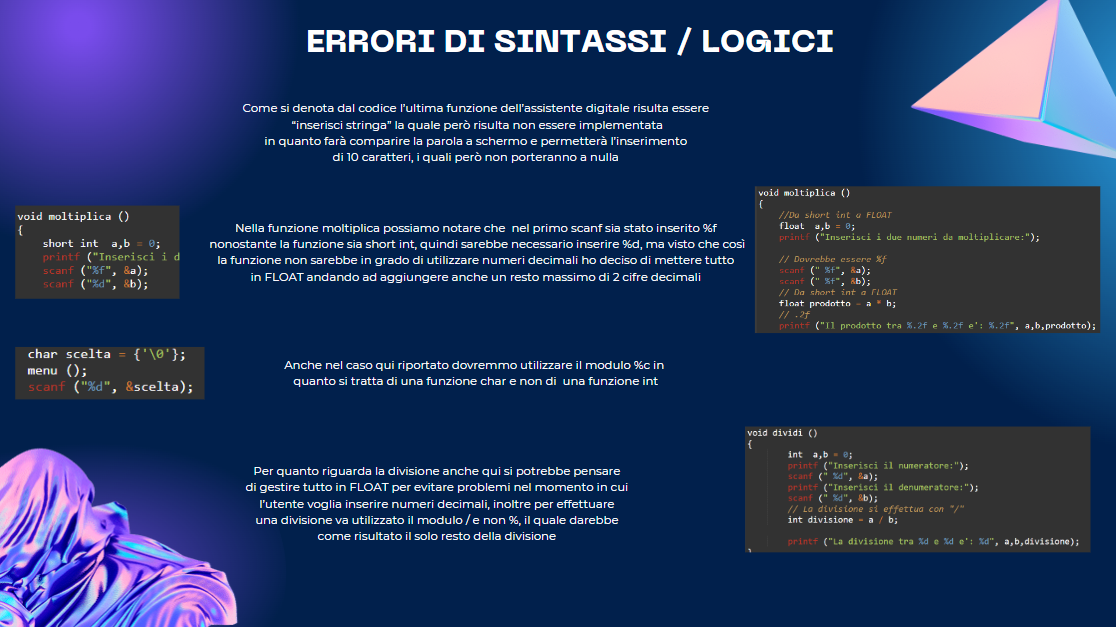 ERRORI DI SINTASSI / LOGICI
Come si denota dal codice l'ultima funzione dell'assistente digitale risulta essere
"inserisci stringa" la quale però risulta non essere implementata
in quanto farà comparire la parola a schermo e permetterà l'inserimento
di 10 caratteri, i quali però non porteranno a nulla
void moltiplica ()
{
short int a,b = 0;
printf ("Inserisci i d
scanf ("%f", &a);
scanf ("%d", &b);
Nella funzione moltiplica possiamo notare che nel primo scanf sia stato inserito %f
nonostante la funzione sia short int, quindi sarebbe necessario inserire %d, ma visto che così
la funzione non sarebbe in grado di utilizzare numeri decimali ho deciso di mettere tutto
in FLOAT andando ad aggiungere anche un resto massimo di 2 cifre decimali
void moltiplica ()
{
//Da short int a FLOAT
float a,b = 0;
printf ("Inserisci i due numeri da moltiplicare:");
// Dovrebbe essere %f
scanf (" %f", &a);
scanf (" %f", &b);
// Da short int a FLOAT
float prodotto = a * b;
// .2f
printf ("Il prodotto tra %.2f e %.2f e': %.2f", a,b,prodotto);
char scelta = {'\0'};
menu ();
scanf ("%d", &scelta);
Anche nel caso qui riportato dovremmo utilizzare il modulo %c in
quanto si tratta di una funzione char e non di una funzione int
Per quanto riguarda la divisione anche qui si potrebbe pensare
di gestire tutto in FLOAT per evitare problemi nel momento in cui
l'utente voglia inserire numeri decimali, inoltre per effettuare
una divisione va utilizzato il modulo / e non %, il quale darebbe
come risultato il solo resto della divisione
void dividi ()
{
int a,b = 0;
printf ("Inserisci il numeratore:");
scanf (" %d", &a);
printf ("Inserisci il denumeratore:");
scanf (" %d", &b);
// La divisione si effettua con "/"
int divisione = a / b;
printf ("La divisione tra %d e %d e': %d", a,b,divisione);